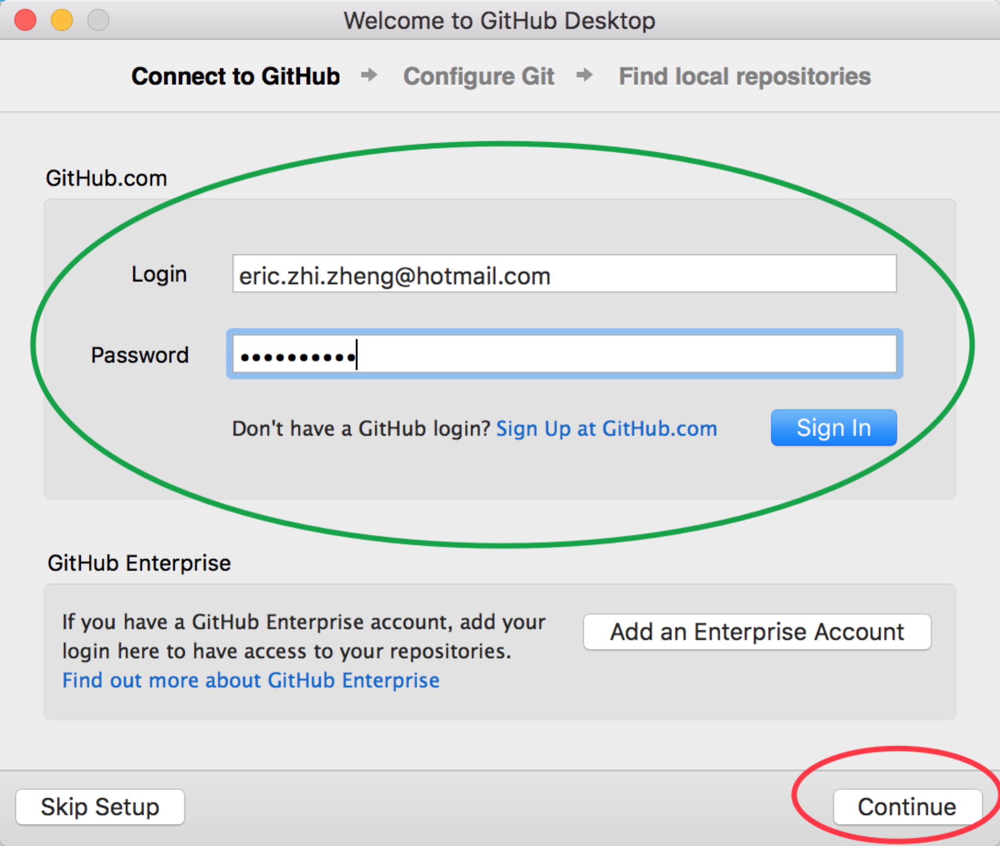 Welcome to GitHub Desktop
Connect to GitHub → Configure Git → Find local repositories
GitHub.com
Login eric.zhi.zheng@hotmail.com
Password ••••••••••
Don't have a GitHub login? Sign Up at GitHub.com Sign In
GitHub Enterprise
If you have a GitHub Enterprise account, add your
login here to have access to your repositories.
Find out more about GitHub Enterprise
Add an Enterprise Account
Skip Setup Continue